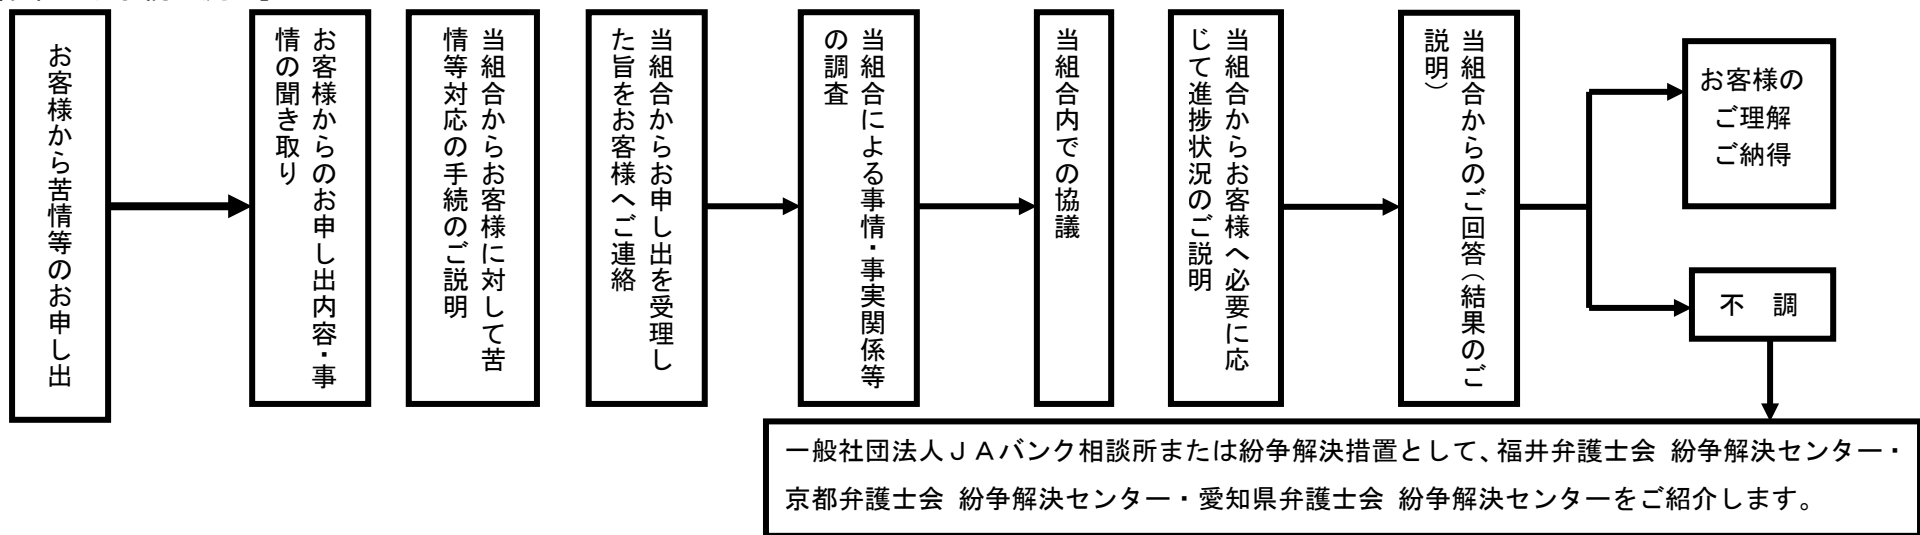 お客様から苦情等のお申し出
お客様からのお申し出内容・事
情の聞き取り
当組合からお客様に対して苦
情等対応の手続のご説明
当組合からお申し出を受理し
た旨をお客様へご連絡
当組合による事情・事実関係等
の調査
当組合内での協議
当組合からお客様へ必要に応
じて進捗状況のご説明
当組合からのご回答（結果のご
説明）
お客様の
ご理解
ご納得
不　調
一般社団法人ＪＡバンク相談所または紛争解決措置として、福井弁護士会 紛争解決センター・
京都弁護士会 紛争解決センター・愛知県弁護士会 紛争解決センターをご紹介します。